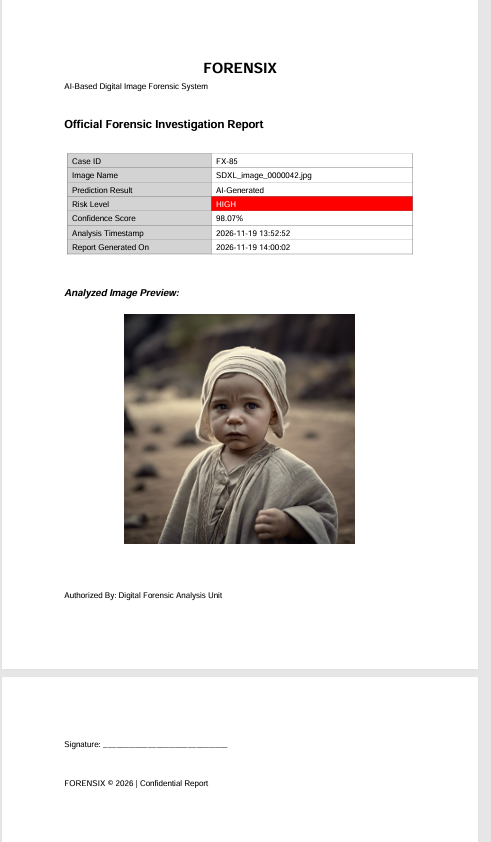 FORENSIX
AI-Based Digital Image Forensic System
Official Forensic Investigation Report
Case ID FX-85
Image Name SDXL_image_0000042.jpg
Prediction Result AI-Generated
Risk Level HIGH
Confidence Score 98.07%
Analysis Timestamp 2026-11-19 13:52:52
Report Generated On 2026-11-19 14:00:02
Analyzed Image Preview:
Authorized By: Digital Forensic Analysis Unit
Signature: ____________________________
FORENSIX © 2026 | Confidential Report